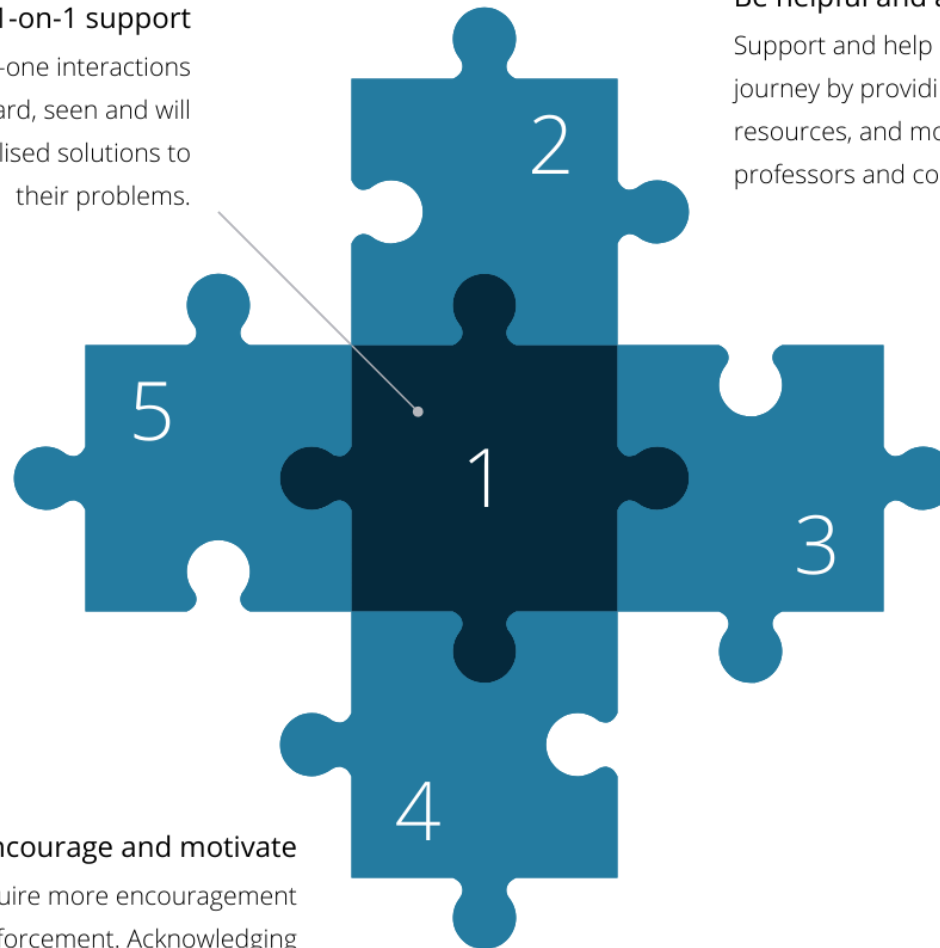 1-on-1 support
-one interactions
ard, seen and will
lised solutions to
their problems.
Support and help
journey by providi
resources, and mo
professors and co
2
5
1
3
4
ncourage and motivate
uire more encouragement
forcement. Acknowledging